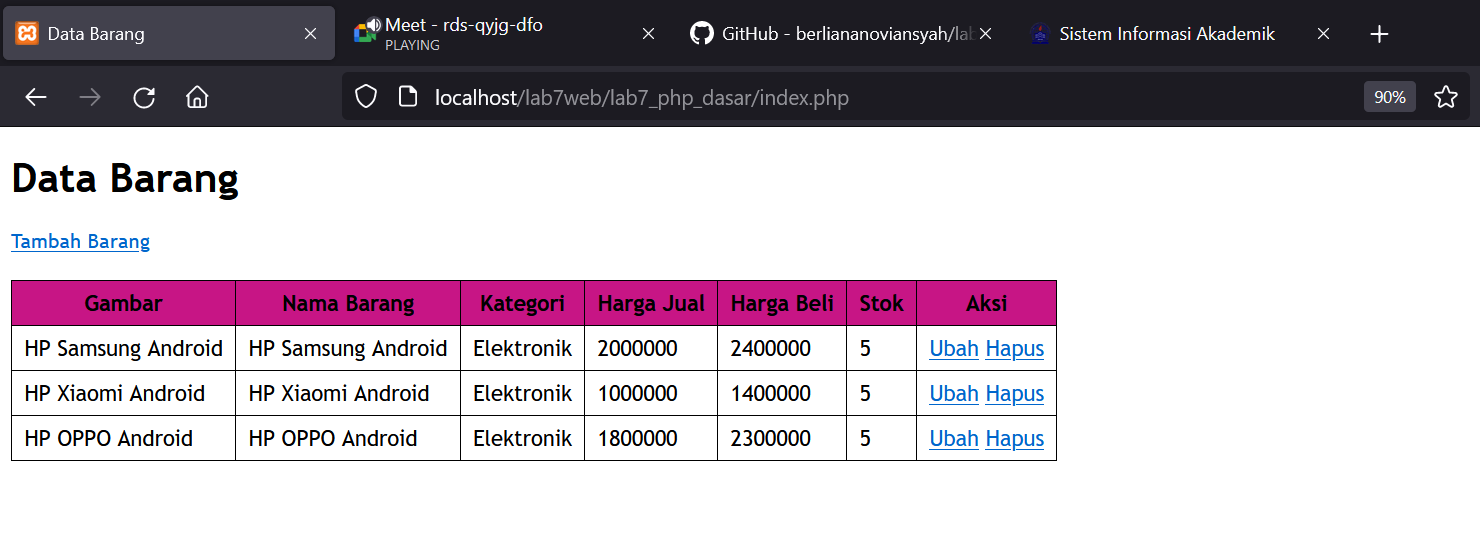 Data Barang
Meet - rds-qyjg-dfo
PLAYING
GitHub - berliananoviansyah/lab
Sistem Informasi Akademik
localhost/lab7web/lab7_php_dasar/index.php
90%
Data Barang
Tambah Barang
Gambar Nama Barang Kategori Harga Jual Harga Beli Stok Aksi
HP Samsung Android HP Samsung Android Elektronik 2000000 2400000 5 Ubah Hapus
HP Xiaomi Android HP Xiaomi Android Elektronik 1000000 1400000 5 Ubah Hapus
HP OPPO Android HP OPPO Android Elektronik 1800000 2300000 5 Ubah Hapus